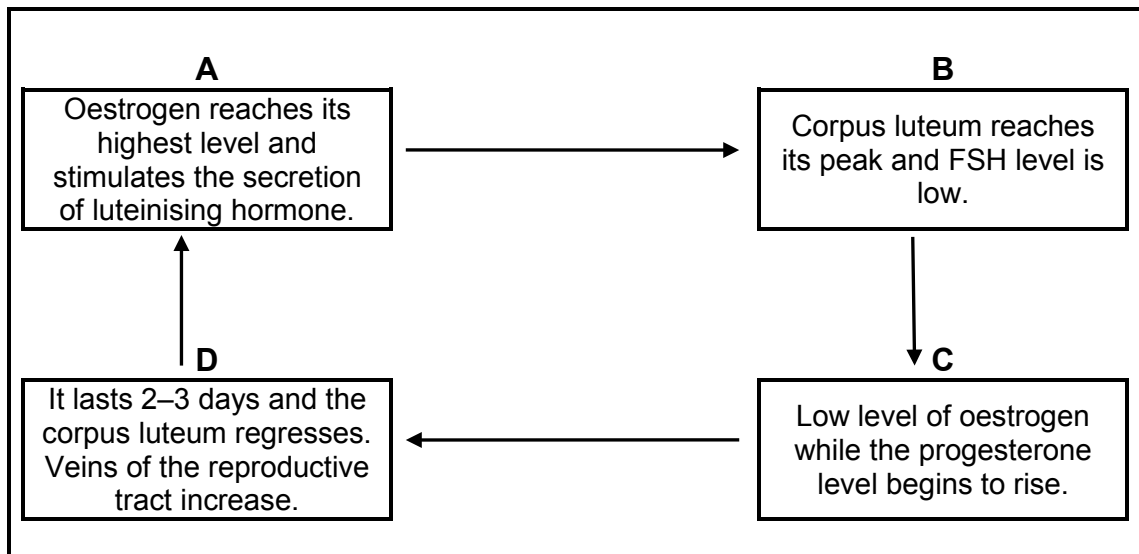 A
Oestrogen reaches its
highest level and
stimulates the secretion
of luteinising hormone.
B
Corpus luteum reaches
its peak and FSH level is
low.
D
It lasts 2–3 days and the
corpus luteum regresses.
Veins of the reproductive
tract increase.
C
Low level of oestrogen
while the progesterone
level begins to rise.